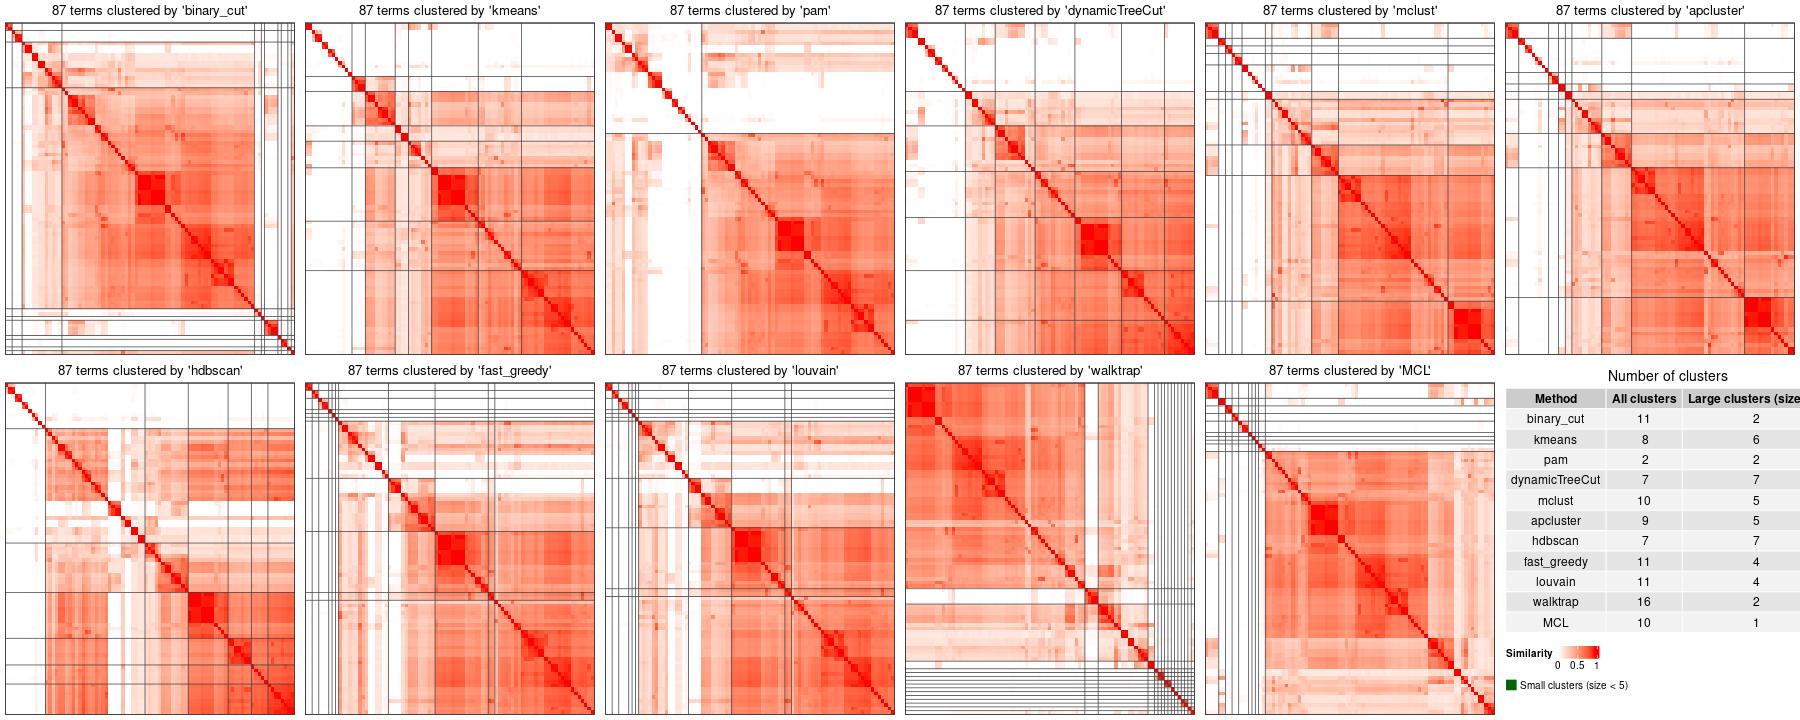 87 terms clustered by 'binary_cut'
87 terms clustered by 'kmeans'
87 terms clustered by 'pam'
87 terms clustered by 'dynamicTreeCut'
87 terms clustered by 'mclust'
87 terms clustered by 'apcluster'
87 terms clustered by 'hdbscan'
87 terms clustered by 'fast_greedy'
87 terms clustered by 'louvain'
87 terms clustered by 'walktrap'
87 terms clustered by 'MCL'
Number of clusters
Method All clusters Large clusters (size
binary_cut 11 2
kmeans 8 6
pam 2 2
dynamicTreeCut 7 7
mclust 10 5
apcluster 9 5
hdbscan 7 7
fast_greedy 11 4
louvain 11 4
walktrap 16 2
MCL 10 1
Similarity
0 0.5 1
Small clusters (size < 5)